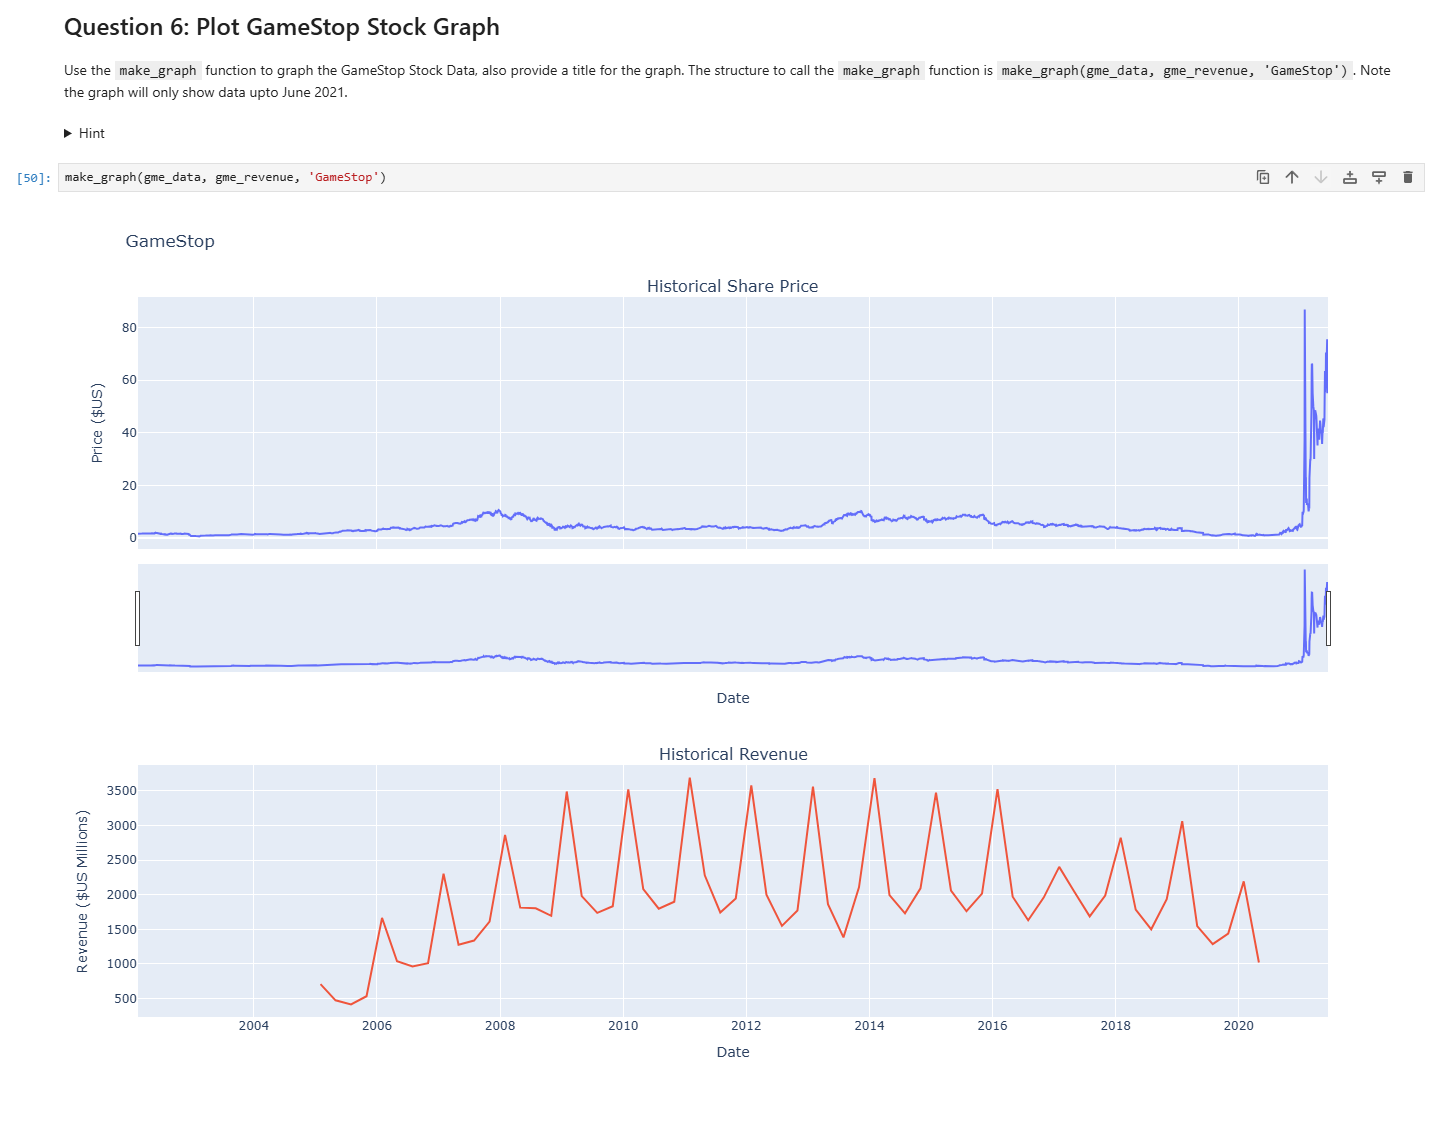 Question 6: Plot GameStop Stock Graph
Use the make_graph function to graph the GameStop Stock Data, also provide a title for the graph. The structure to call the make_graph function is make_graph(gme_data, gme_revenue, 'GameStop'). Note
the graph will only show data upto June 2021.
Hint
[50]: make_graph(gme_data, gme_revenue, 'GameStop')
GameStop
Historical Share Price
80
60
40
20
0
Price ($US)
Date
Historical Revenue
3500
3000
2500
2000
1500
1000
500
Revenue ($US Millions)
2004 2006 2008 2010 2012 2014 2016 2018 2020
Date